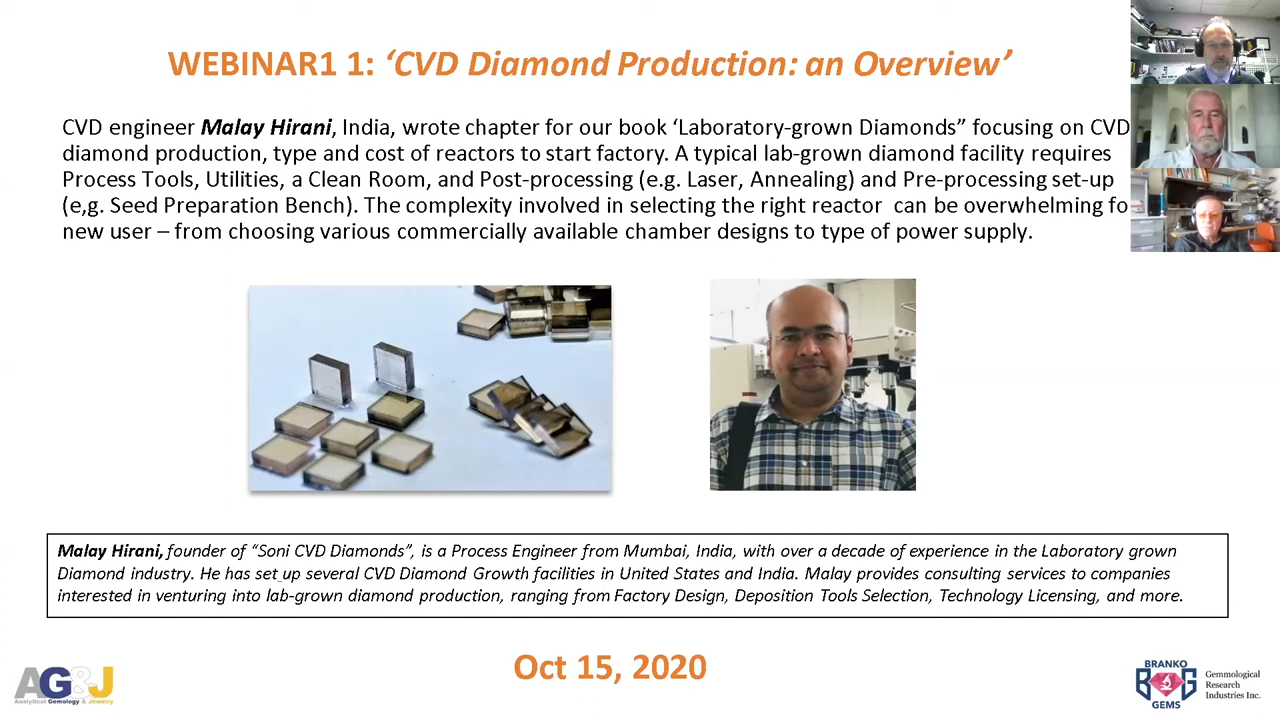 WEBINAR1 1: ‘CVD Diamond Production: an Overview’
CVD engineer Malay Hirani, India, wrote chapter for our book ‘Laboratory-grown Diamonds” focusing on CVD
diamond production, type and cost of reactors to start factory. A typical lab-grown diamond facility requires
Process Tools, Utilities, a Clean Room, and Post-processing (e.g. Laser, Annealing) and Pre-processing set-up
(e,g. Seed Preparation Bench). The complexity involved in selecting the right reactor can be overwhelming fo
new user – from choosing various commercially available chamber designs to type of power supply.
Malay Hirani, founder of “Soni CVD Diamonds”, is a Process Engineer from Mumbai, India, with over a decade of experience in the Laboratory grown
Diamond industry. He has set_up several CVD Diamond Growth facilities in United States and India. Malay provides consulting services to companies
interested in venturing into lab-grown diamond production, ranging from Factory Design, Deposition Tools Selection, Technology Licensing, and more.
Oct 15, 2020
AG&J
Analytical Gemology & Jewelry
BRANKO
GEMS
Gemmological
Research
Industries Inc.